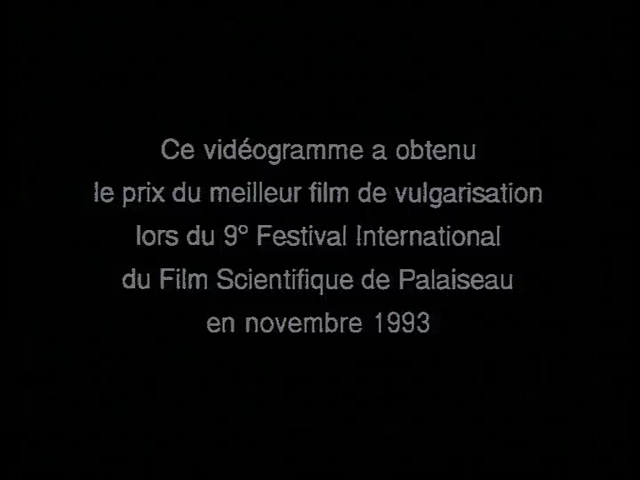 Ce vidéogramme a obtenu
le prix du meilleur film de vulgarisation
lors du 9° Festival International
du Film Scientifique de Palaiseau
en novembre 1993